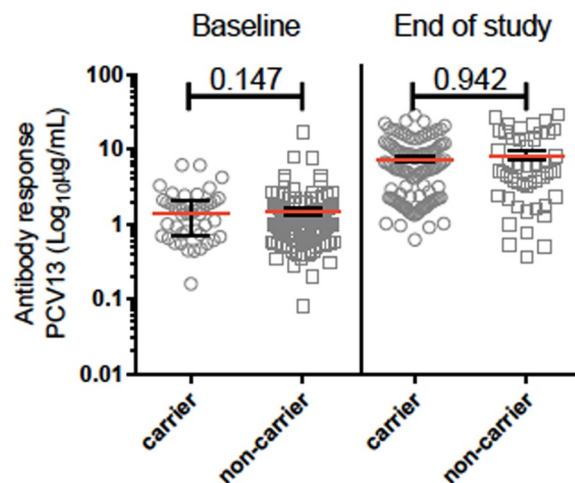 Baseline End of study
0.147 0.942
Antibody response
PCV13 (Log10µg/mL)
100
10
1
0.1
0.01
carrier
non-carrier
carrier
non-carrier